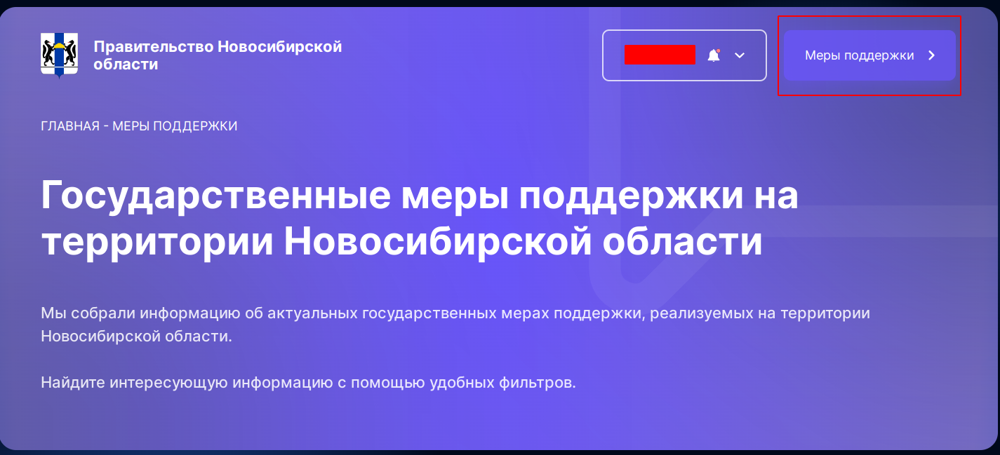 Правительство Новосибирской
области
Меры поддержки
ГЛАВНАЯ - МЕРЫ ПОДДЕРЖКИ
Государственные меры поддержки на
территории Новосибирской области
Мы собрали информацию об актуальных государственных мерах поддержки, реализуемых на территории
Новосибирской области.
Найдите интересующую информацию с помощью удобных фильтров.